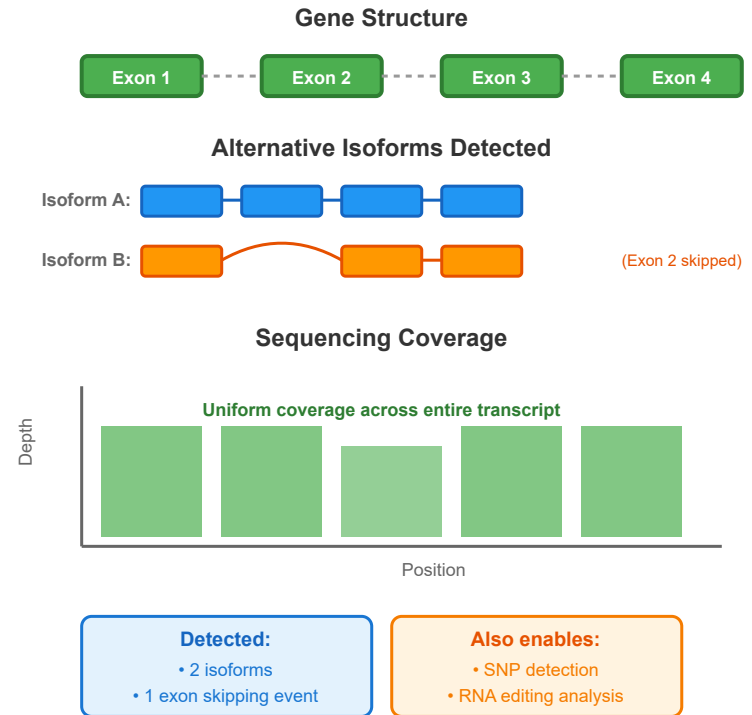 Gene Structure
Exon 1 Exon 2 Exon 3 Exon 4
Alternative Isoforms Detected
Isoform A:
Isoform B: (Exon 2 skipped)
Sequencing Coverage
Uniform coverage across entire transcript
Depth
Position
Detected:
• 2 isoforms
• 1 exon skipping event
Also enables:
• SNP detection
• RNA editing analysis